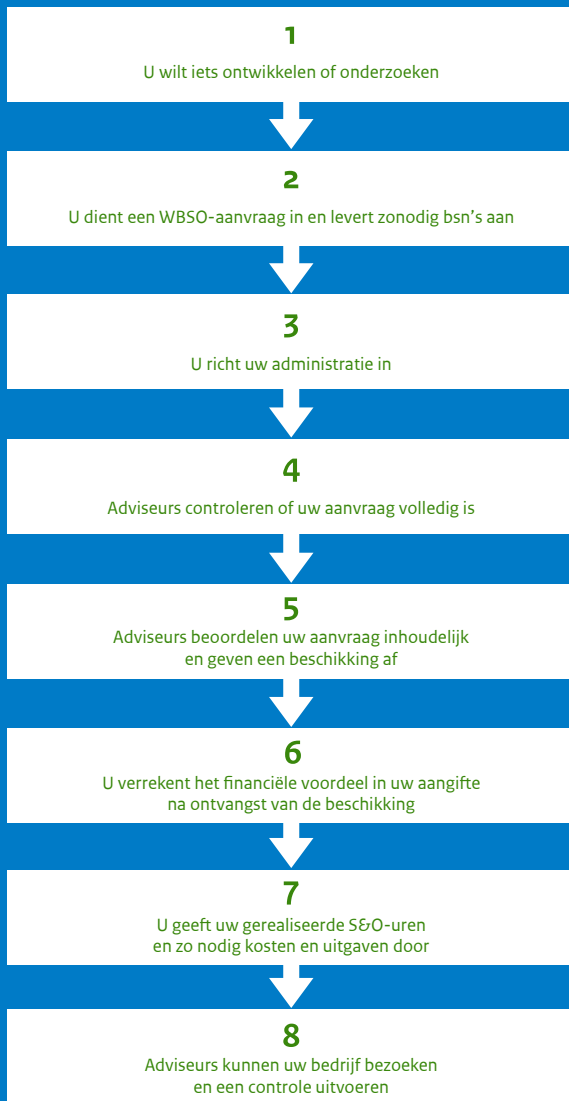 1
U wilt iets ontwikkelen of onderzoeken
2
U dient een WBSO-aanvraag in en levert zonodig bsn’s aan
3
U richt uw administratie in
4
Adviseurs controleren of uw aanvraag volledig is
5
Adviseurs beoordelen uw aanvraag inhoudelijk
en geven een beschikking af
6
U verrekent het financiële voordeel in uw aangifte
na ontvangst van de beschikking
7
U geeft uw gerealiseerde S&O-uren
en zo nodig kosten en uitgaven door
8
Adviseurs kunnen uw bedrijf bezoeken
en een controle uitvoeren